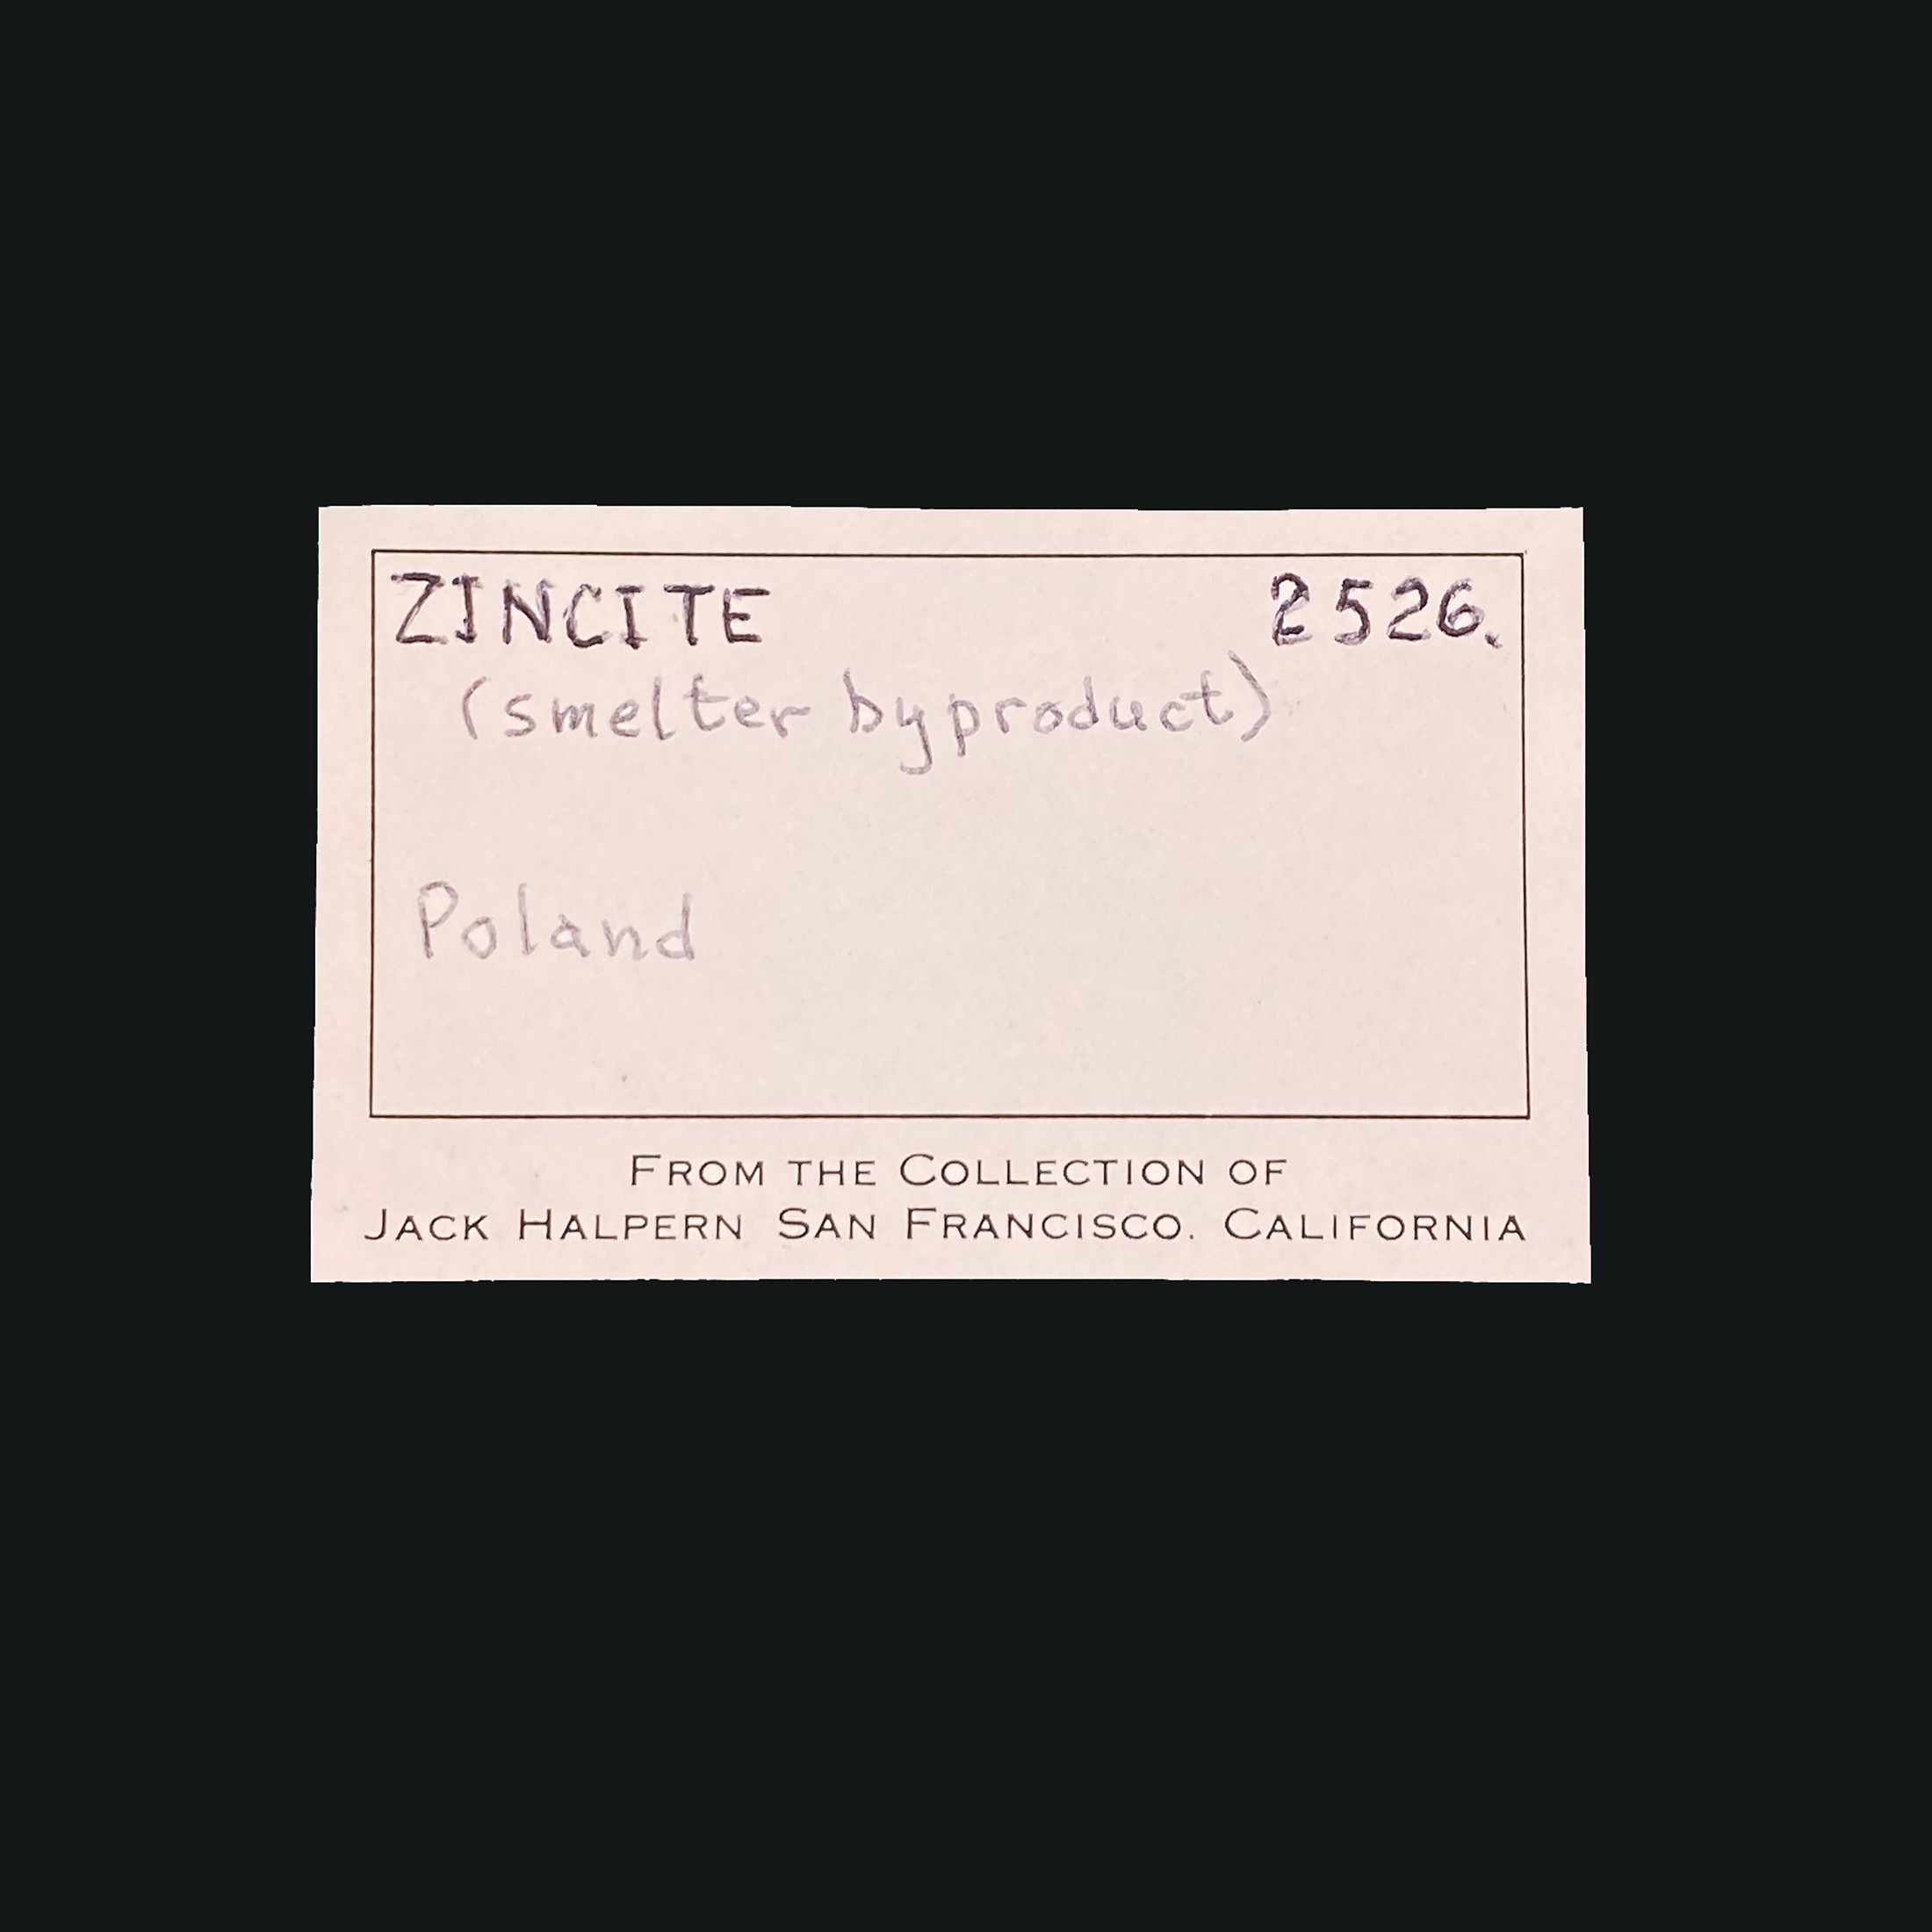 ZINCITE 2526.
(smelter byproduct)
Poland
FROM THE COLLECTION OF
JACK HALPERN SAN FRANCISCO. CALIFORNIA